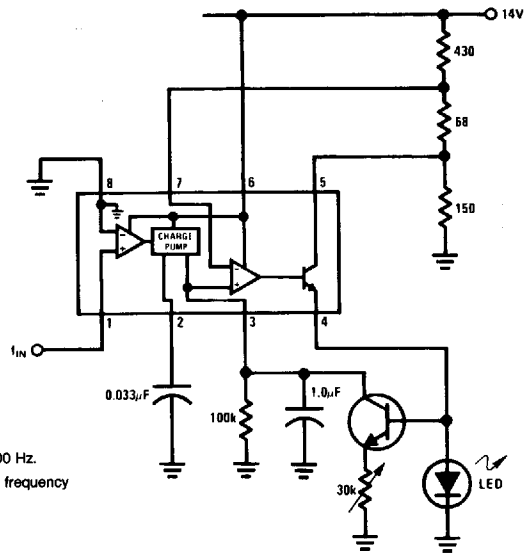 14V
430
68
150
8 7 6 5
CHARGE
PUMP
1 2 3 4
fIN
0.033µF
100k
1.0µF
30k
LED
00 Hz.
frequency